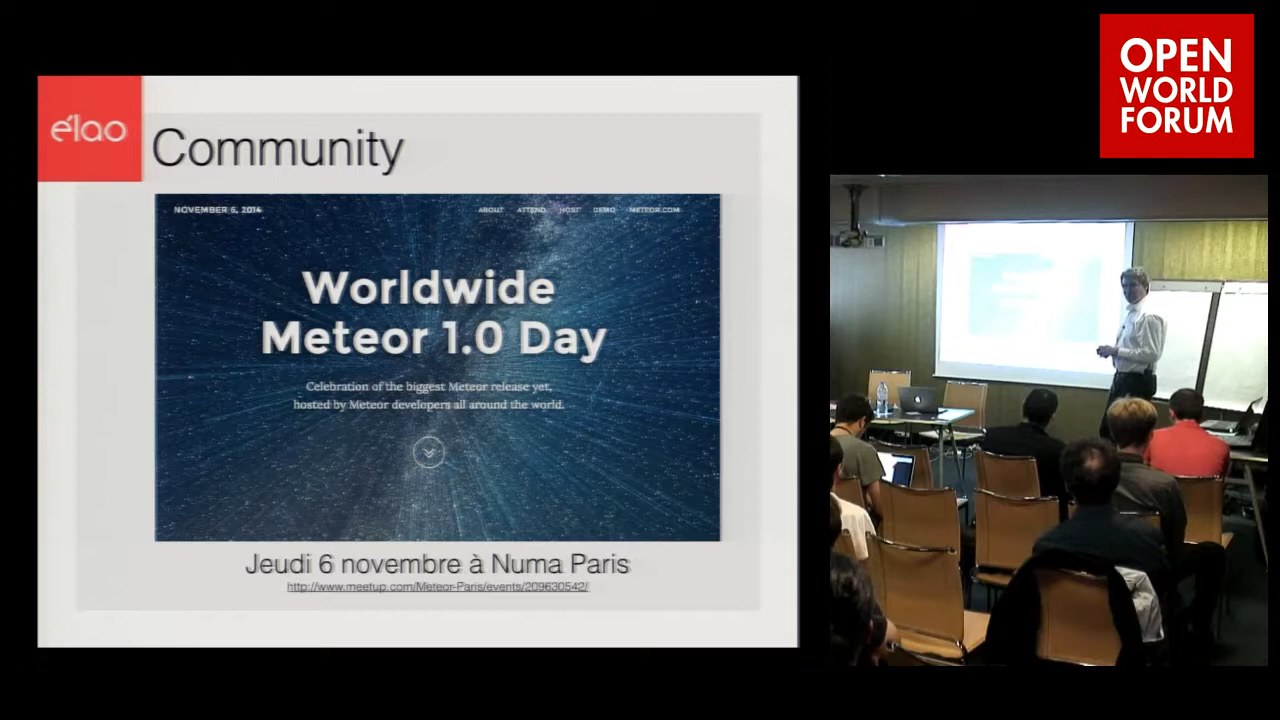 OPEN
WORLD
FORUM
élao
Community
NOVEMBER 6, 2014
ABOUT ATTEND HOST DEMO METEOR.COM
Worldwide
Meteor 1.0 Day
Celebration of the biggest Meteor release yet,
hosted by Meteor developers all around the world.
Jeudi 6 novembre à Numa Paris
http://www.meetup.com/Meteor-Paris/events/209630542/